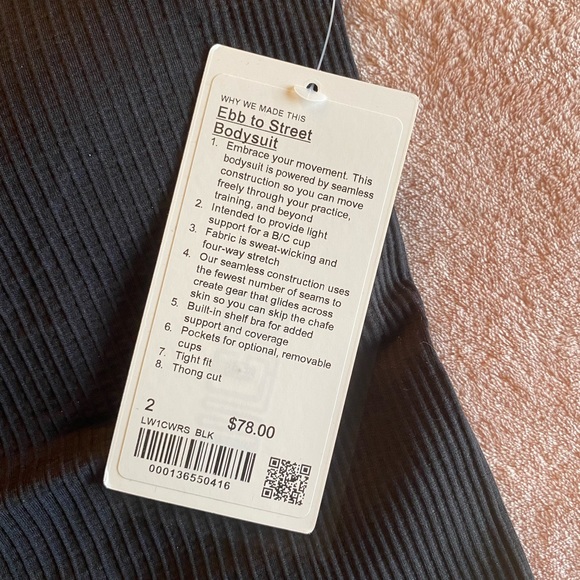 WHY WE MADE THIS
Ebb to Street
Bodysuit
1. Embrace your movement. This
bodysuit is powered by seamless
construction so you can move
freely through your practice,
training, and beyond
2. Intended to provide light
support for a B/C cup
3. Fabric is sweat-wicking and
four-way stretch
4. Our seamless construction uses
the fewest number of seams to
create gear that glides across
skin so you can skip the chafe
5. Built-in shelf bra for added
support and coverage
6. Pockets for optional, removable
cups
7. Tight fit
8. Thong cut
2 $78.00
LW1CWRS BLK
000136550416